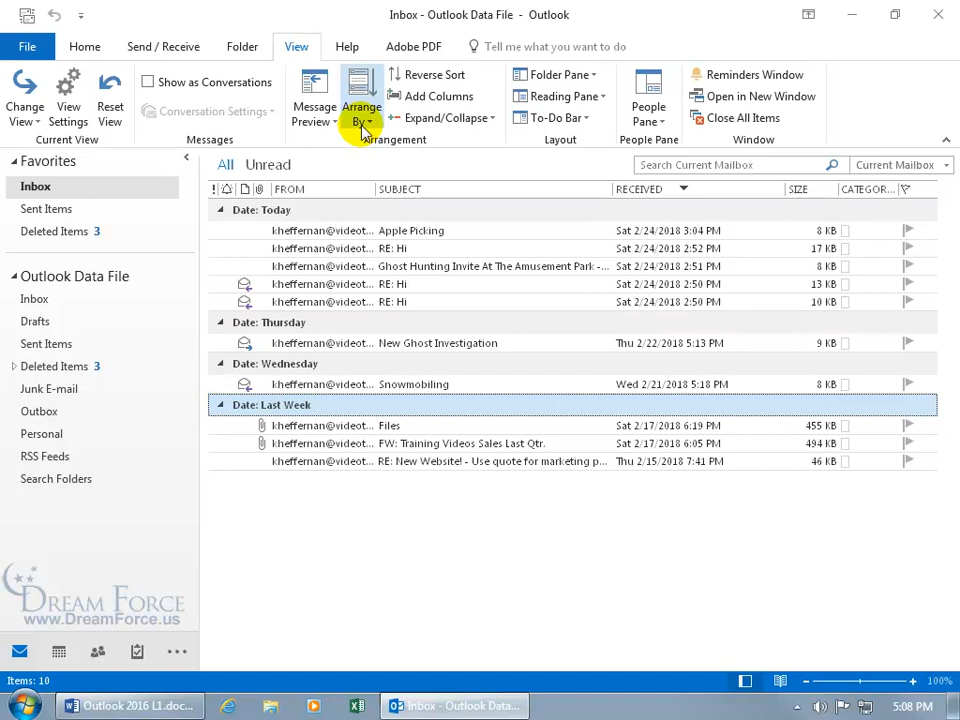 Inbox - Outlook Data File - Outlook
File Home Send / Receive Folder View Help Adobe PDF Tell me what you want to do
Change View View Settings Reset View
Current View
Show as Conversations
Conversation Settings
Messages
Message Preview Arrange By
Reverse Sort
Add Columns
Expand/Collapse
Arrangement
Folder Pane
Reading Pane
To-Do Bar
Layout
People Pane
People Pane
Reminders Window
Open in New Window
Close All Items
Window
Favorites
Inbox
Sent Items
Deleted Items 3
Outlook Data File
Inbox
Drafts
Sent Items
Deleted Items 3
Junk E-mail
Outbox
Personal
RSS Feeds
Search Folders
DREAM FORCE
www.DreamForce.us
All Unread
Search Current Mailbox Current Mailbox
! FROM SUBJECT RECEIVED SIZE CATEGOR...
Date: Today
kheffernan@videot... Apple Picking Sat 2/24/2018 3:04 PM 8 KB
kheffernan@videot... RE: Hi Sat 2/24/2018 2:52 PM 17 KB
kheffernan@videot... Ghost Hunting Invite At The Amusement Park -... Sat 2/24/2018 2:51 PM 8 KB
kheffernan@videot... RE: Hi Sat 2/24/2018 2:50 PM 13 KB
kheffernan@videot... RE: Hi Sat 2/24/2018 2:50 PM 10 KB
Date: Thursday
kheffernan@videot... New Ghost Investigation Thu 2/22/2018 5:13 PM 9 KB
Date: Wednesday
kheffernan@videot... Snowmobiling Wed 2/21/2018 5:18 PM 8 KB
Date: Last Week
kheffernan@videot... Files Sat 2/17/2018 6:19 PM 455 KB
kheffernan@videot... FW: Training Videos Sales Last Qtr. Sat 2/17/2018 6:05 PM 494 KB
kheffernan@videot... RE: New Website! - Use quote for marketing p... Thu 2/15/2018 7:41 PM 46 KB
Items: 10 100%
Outlook 2016 L1.doc... Inbox - Outlook Data... 5:08 PM